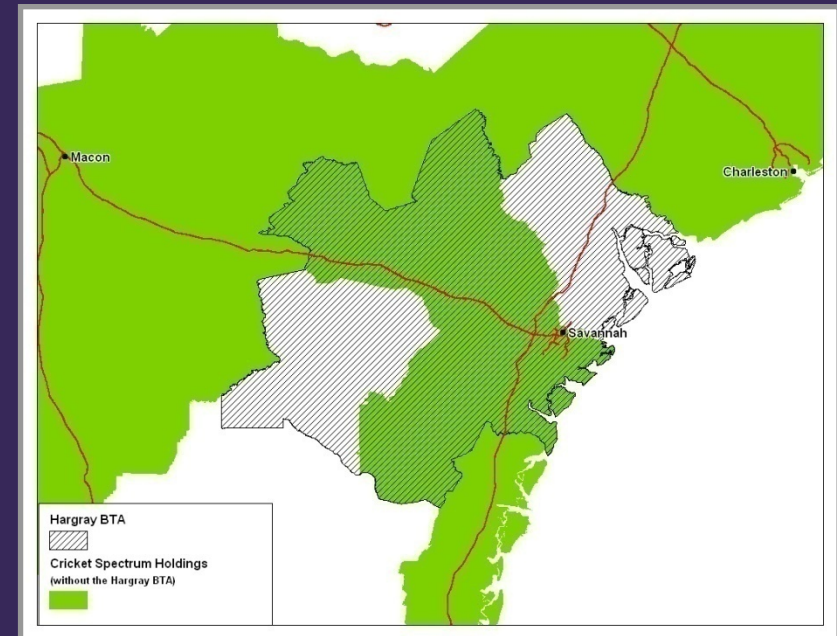 Macon
Charleston
Savannah
Hargray BTA
Cricket Spectrum Holdings
(without the Hargray BTA)